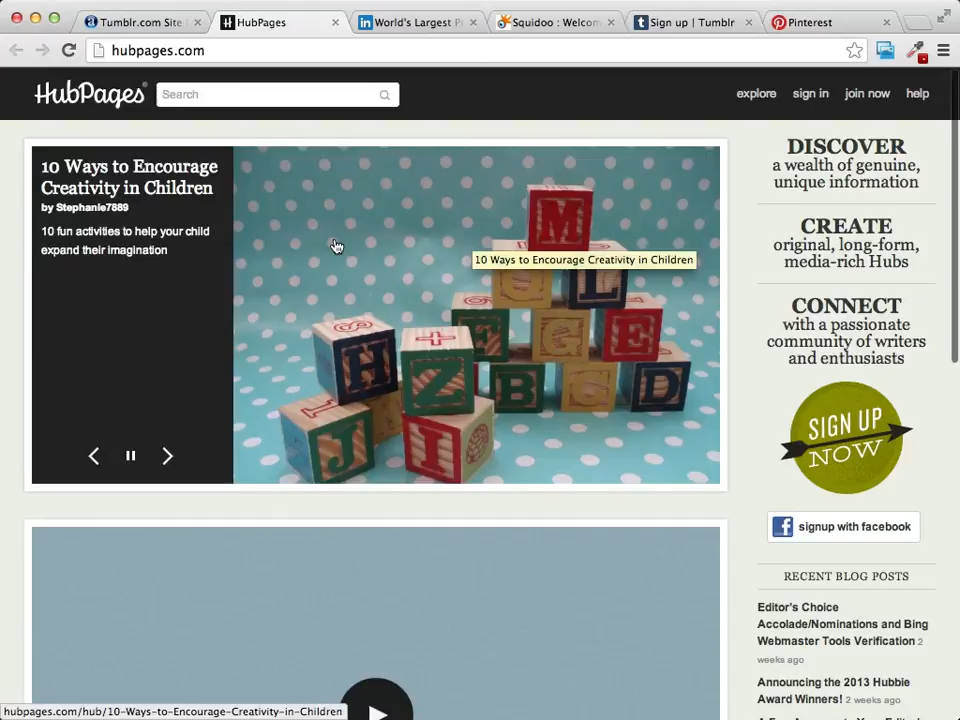 Tumblr.com Site
HubPages
World's Largest P
Squidoo : Welcom
Sign up | Tumblr
Pinterest
hubpages.com
HubPages
Search
explore
sign in
join now
help
10 Ways to Encourage
Creativity in Children
by Stephanie7889
10 fun activities to help your child
expand their imagination
10 Ways to Encourage Creativity in Children
M
L
F
G
E
H
Z
B
G
D
J
I
DISCOVER
a wealth of genuine,
unique information
CREATE
original, long-form,
media-rich Hubs
CONNECT
with a passionate
community of writers
and enthusiasts
SIGN UP
NOW
signup with facebook
RECENT BLOG POSTS
Editor's Choice
Accolade/Nominations and Bing
Webmaster Tools Verification 2
weeks ago
Announcing the 2013 Hubbie
Award Winners! 2 weeks ago
hubpages.com/hub/10-Ways-to-Encourage-Creativity-in-Children